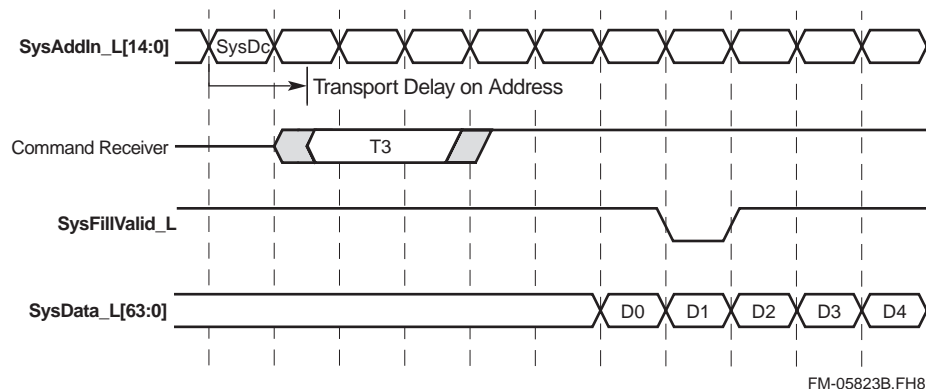 SysAddIn_L[14:0]
SysDc
Transport Delay on Address
Command Receiver
T3
SysFillValid_L
SysData_L[63:0]
D0 D1 D2 D3 D4
FM-05823B.FH8